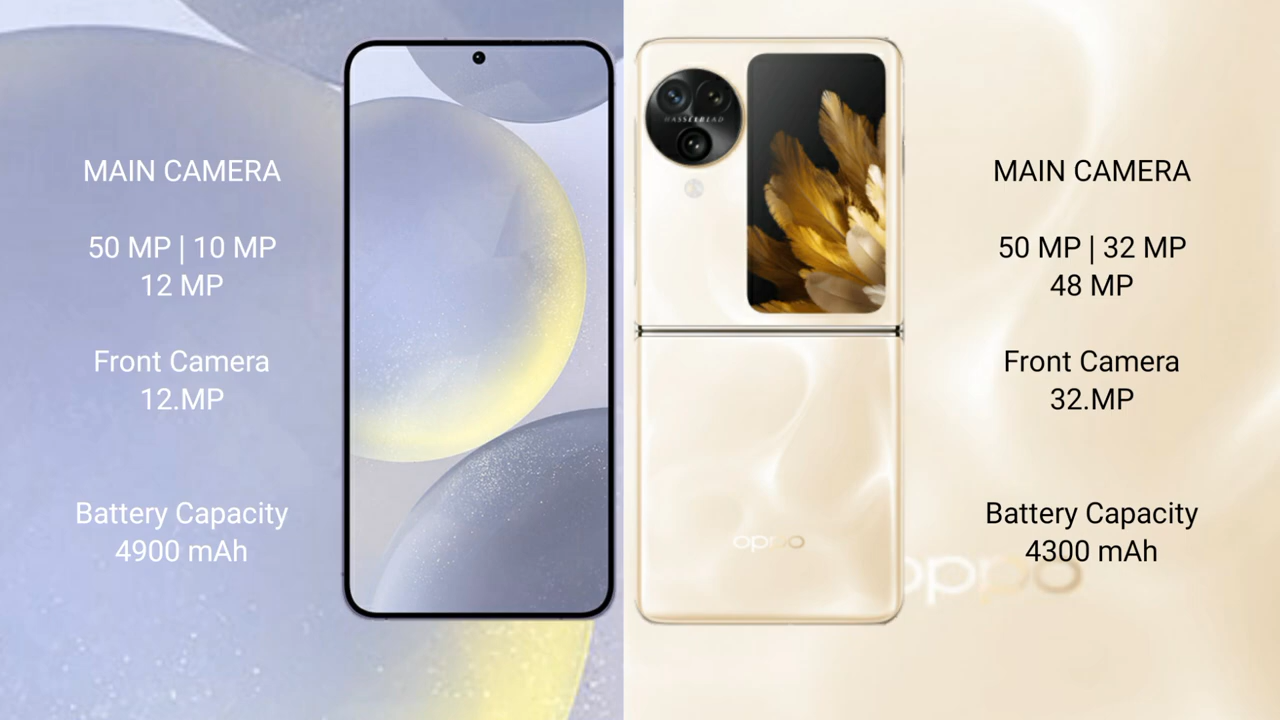 MAIN CAMERA
50 MP | 10 MP
12 MP
Front Camera
12.MP
Battery Capacity
4900 mAh
HASSELBLAD
oppo
MAIN CAMERA
50 MP | 32 MP
48 MP
Front Camera
32.MP
Battery Capacity
4300 mAh
oppo